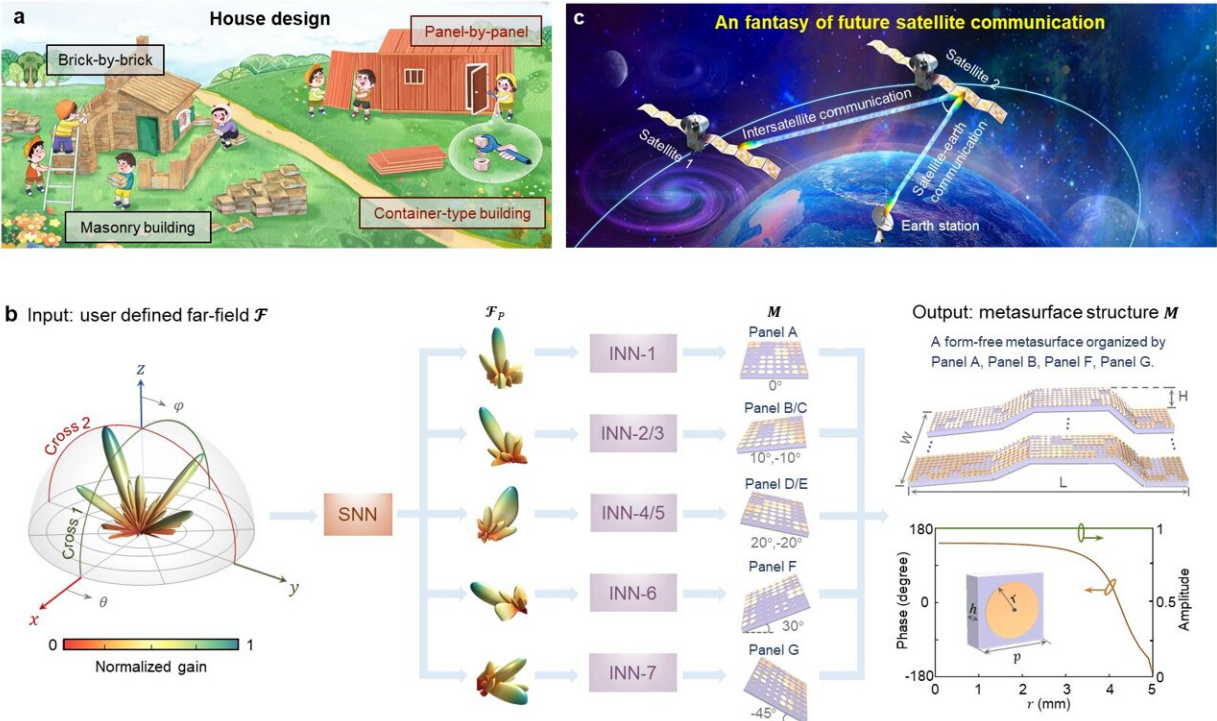 a
House design
Brick-by-brick
Panel-by-panel
Masonry building
Container-type building
c
An fantasy of future satellite communication
Satellite 2
Intersatellite communication
Satellite 1
Satellite-earth
communication
Earth station
b Input: user defined far-field 𝓕
z
φ
Cross 2
Cross 1
y
x
θ
0
1
Normalized gain
SNN
𝓕P
INN-1
INN-2/3
INN-4/5
INN-6
INN-7
M
Panel A
0°
Panel B/C
10°,-10°
Panel D/E
20°,-20°
Panel F
30°
Panel G
-45°
Output: metasurface structure M
A form-free metasurface organized by
Panel A, Panel B, Panel F, Panel G.
H
W
L
180
90
0
-90
-180
Phase (degree)
1
0.5
0
Amplitude
r
h
p
0 1 2 3 4 5
r (mm)